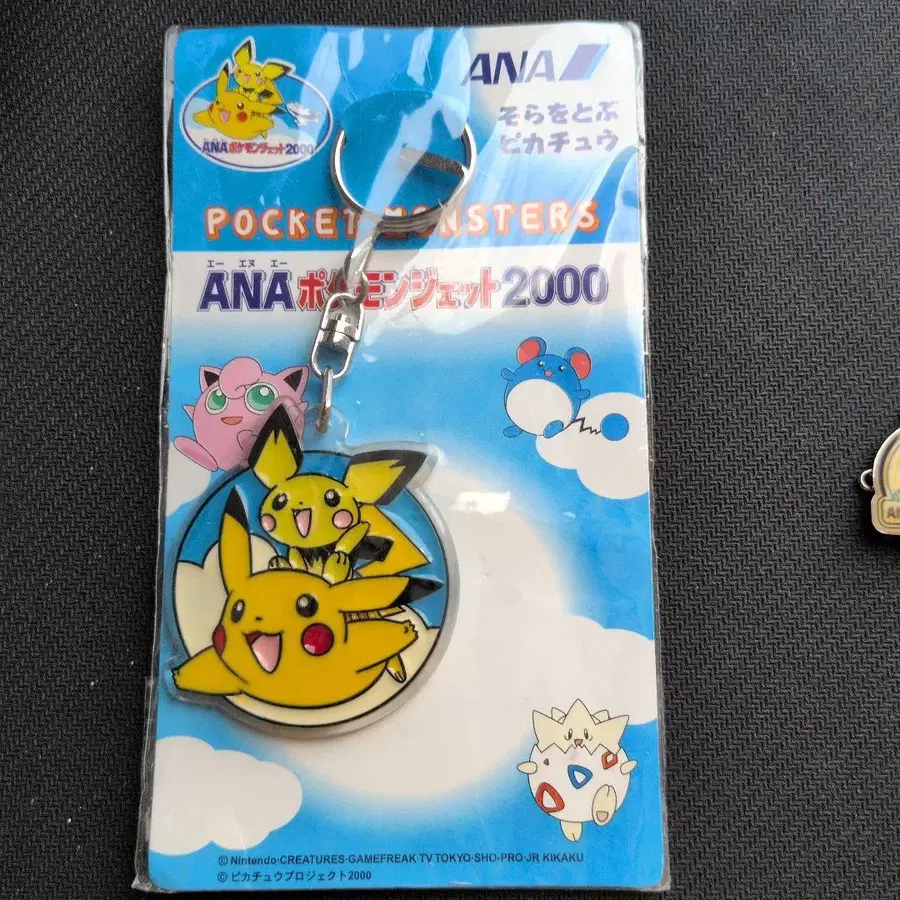 ANA
そらをとぶ
ピカチュウ
ANAポケモンジェット2000
POCKET MONSTERS
エー エヌ エー
ANAポケモンジェット2000
© Nintendo·CREATURES·GAMEFREAK·TV TOKYO·SHO-PRO·JR KIKAKU
© ピカチュウプロジェクト2000